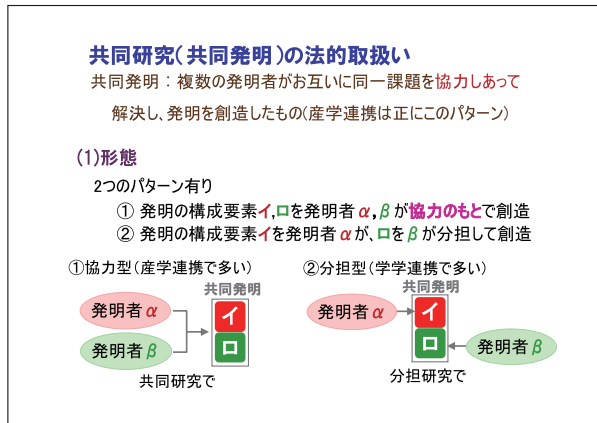 共同研究(共同発明)の法的取扱い
共同発明：複数の発明者がお互いに同一課題を協力しあって
解決し、発明を創造したもの(産学連携は正にこのパターン)
(1)形態
2つのパターン有り
① 発明の構成要素イ,ロを発明者α,βが協力のもとで創造
② 発明の構成要素イを発明者αが、ロをβが分担して創造
①協力型(産学連携で多い)
共同発明
発明者α
発明者β
イ
ロ
共同研究で
②分担型(学学連携で多い)
共同発明
発明者α
イ
ロ
発明者β
分担研究で